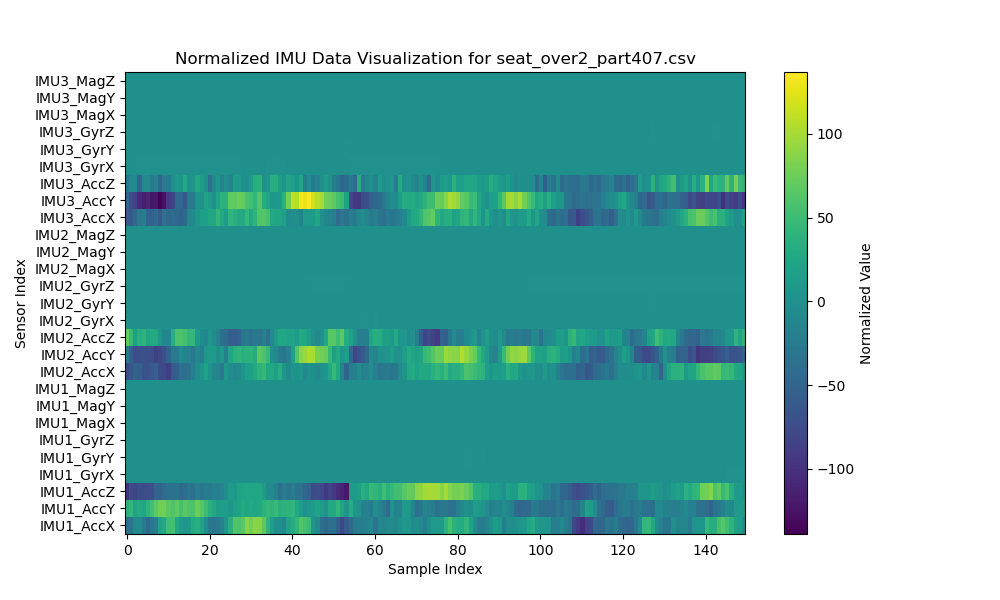 Normalized IMU Data Visualization for seat_over2_part407.csv
IMU3_MagZ
IMU3_MagY
IMU3_MagX
IMU3_GyrZ
IMU3_GyrY
IMU3_GyrX
IMU3_AccZ
IMU3_AccY
IMU3_AccX
IMU2_MagZ
IMU2_MagY
IMU2_MagX
IMU2_GyrZ
IMU2_GyrY
IMU2_GyrX
IMU2_AccZ
IMU2_AccY
IMU2_AccX
IMU1_MagZ
IMU1_MagY
IMU1_MagX
IMU1_GyrZ
IMU1_GyrY
IMU1_GyrX
IMU1_AccZ
IMU1_AccY
IMU1_AccX
Sensor Index
0 20 40 60 80 100 120 140
Sample Index
100
50
0
−50
−100
Normalized Value